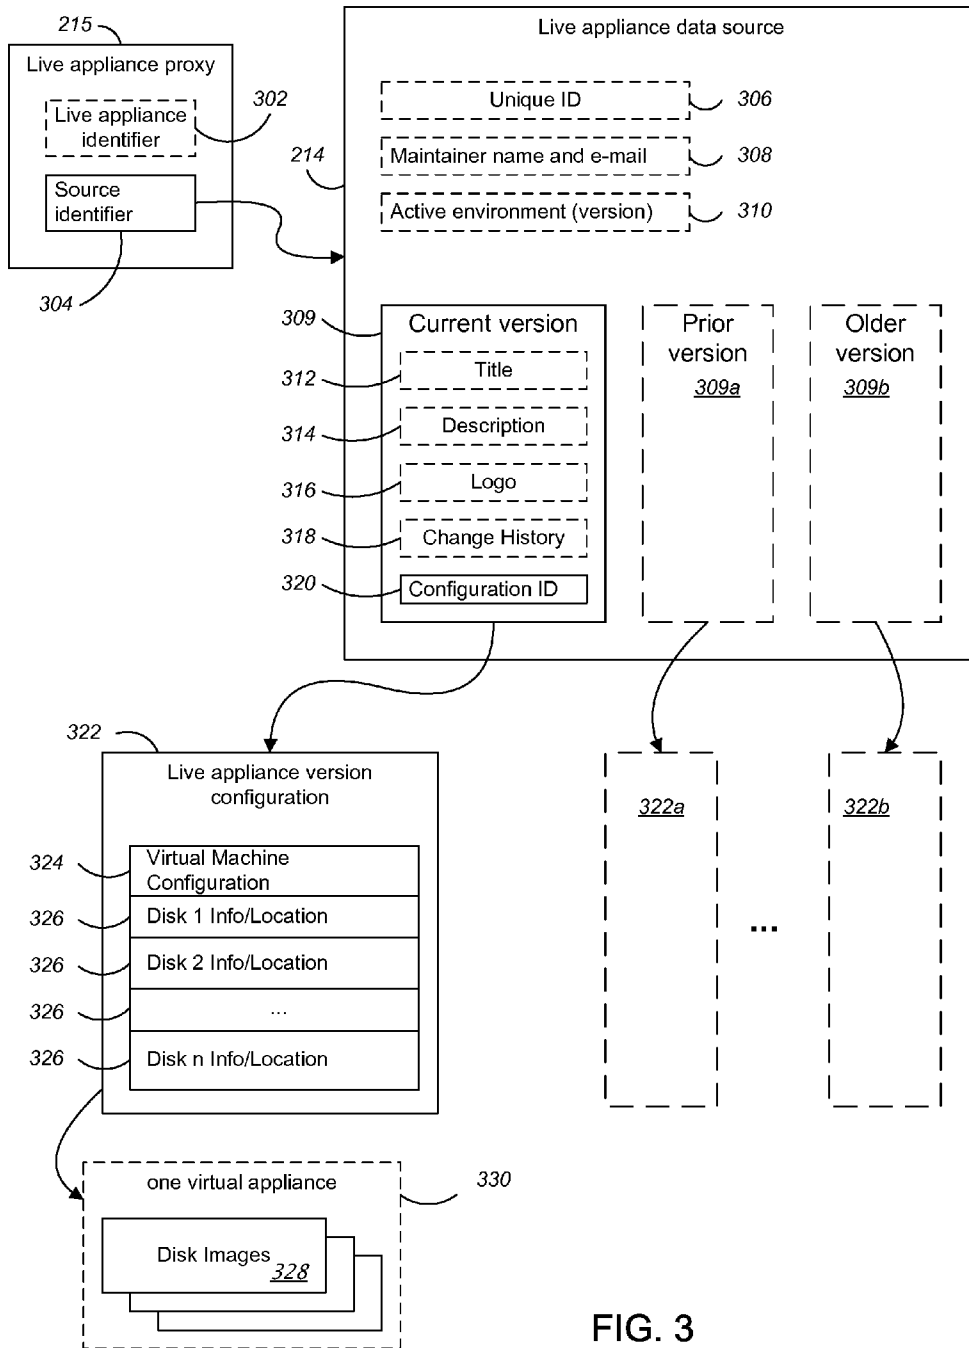 215
Live appliance proxy
Live appliance
identifier
302
Source
identifier
304
Live appliance data source
Unique ID
306
Maintainer name and e-mail
308
214
Active environment (version)
310
309
Current version
312
Title
314
Description
316
Logo
318
Change History
320
Configuration ID
Prior
version
309a
Older
version
309b
322
Live appliance version
configuration
324
Virtual Machine
Configuration
326
Disk 1 Info/Location
326
Disk 2 Info/Location
326
...
326
Disk n Info/Location
322a
...
322b
one virtual appliance
330
Disk Images
328
FIG. 3